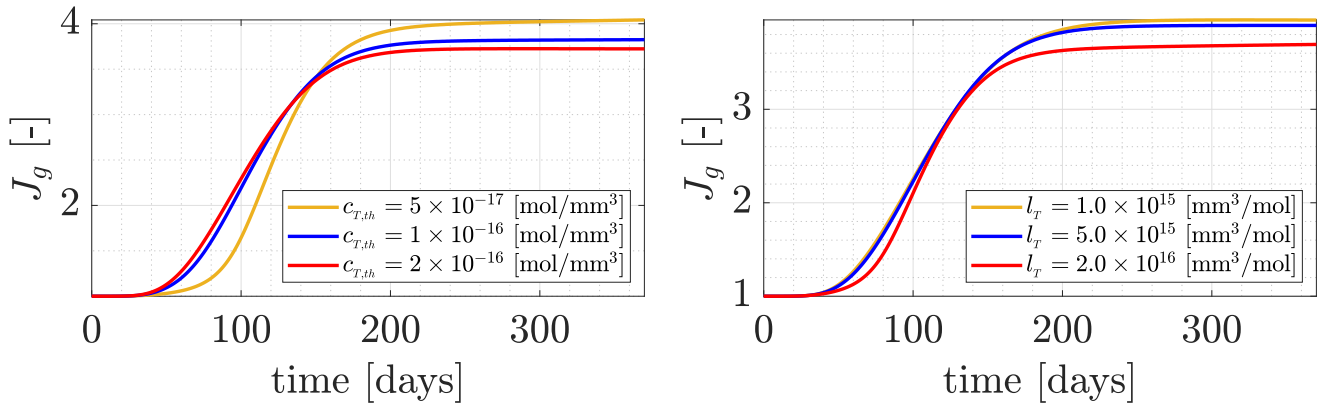 4
2
J_g [-]
c_{T,th} = 5 × 10^{-17} [mol/mm^3]
c_{T,th} = 1 × 10^{-16} [mol/mm^3]
c_{T,th} = 2 × 10^{-16} [mol/mm^3]
0 100 200 300
time [days]
3
2
1
J_g [-]
l_T = 1.0 × 10^{15} [mm^3/mol]
l_T = 5.0 × 10^{15} [mm^3/mol]
l_T = 2.0 × 10^{16} [mm^3/mol]
0 100 200 300
time [days]